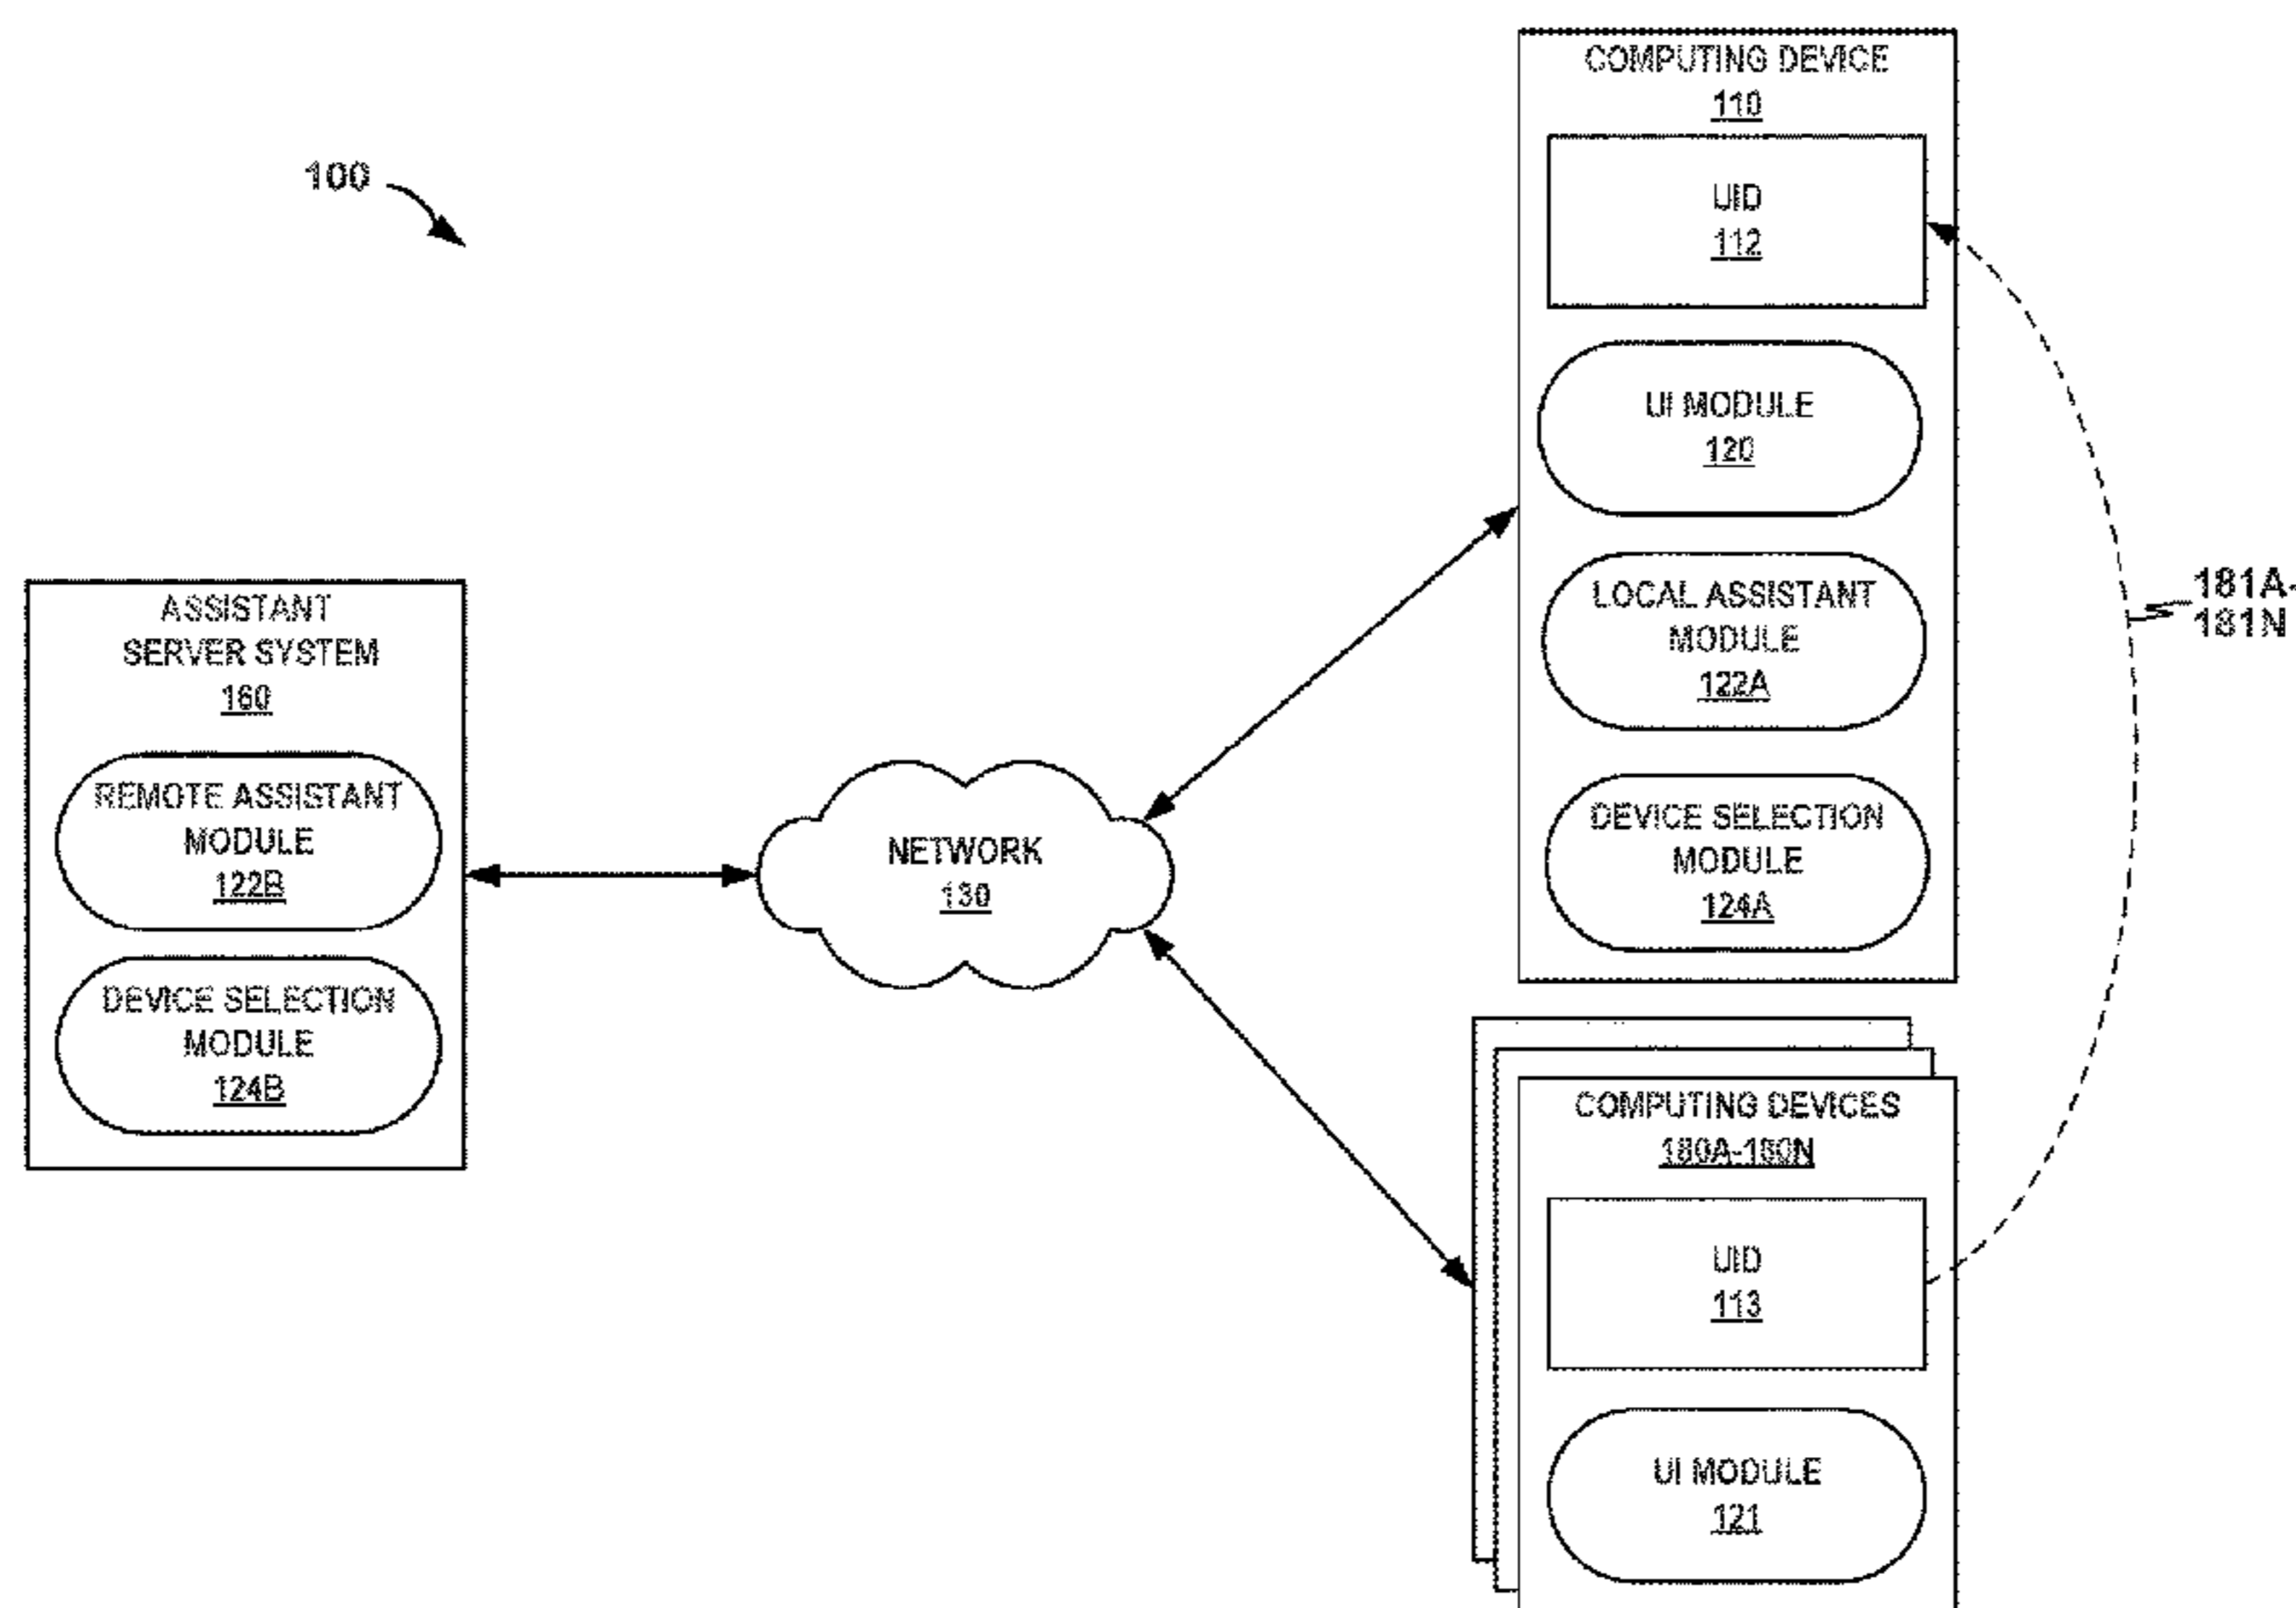 100
COMPUTING DEVICE
110
UID
112
UI MODULE
120
LOCAL ASSISTANT
MODULE
122A
DEVICE SELECTION
MODULE
124A
181A-
181N
ASSISTANT
SERVER SYSTEM
160
REMOTE ASSISTANT
MODULE
122B
DEVICE SELECTION
MODULE
124B
NETWORK
130
COMPUTING DEVICES
180A-180N
UID
113
UI MODULE
121